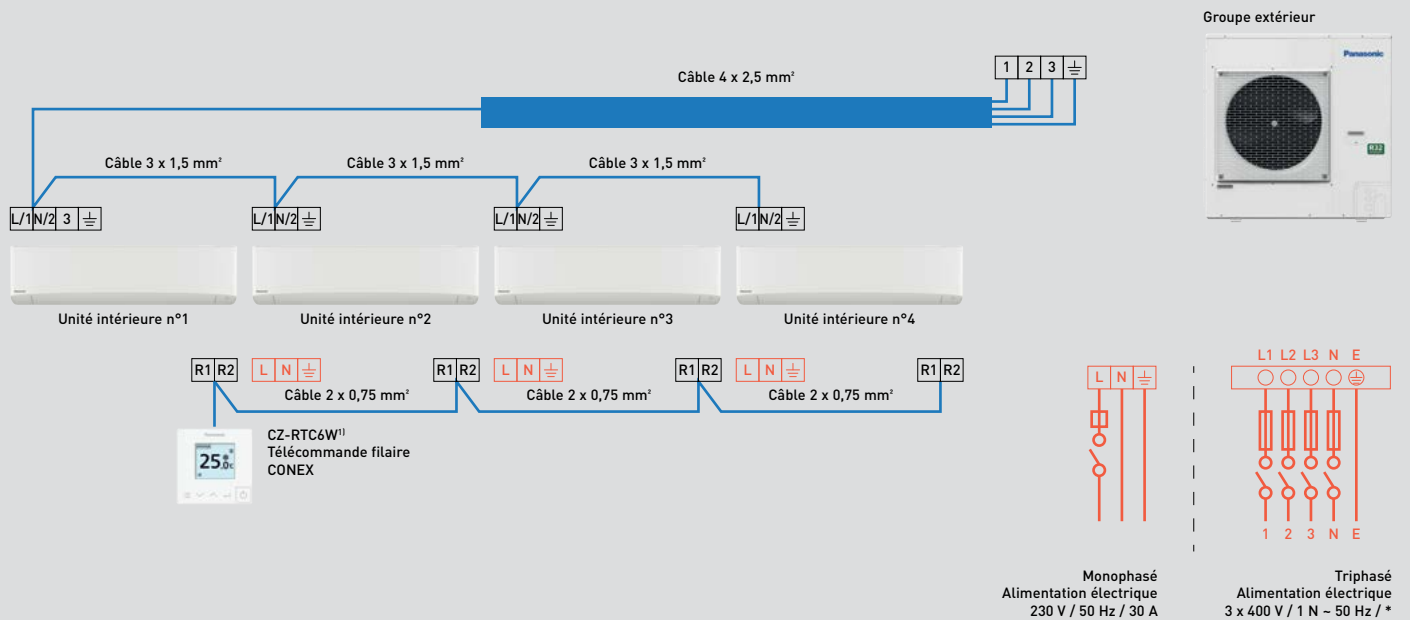 Groupe extérieur
Panasonic
R32
1 2 3
Câble 4 x 2,5 mm²
Câble 3 x 1,5 mm² Câble 3 x 1,5 mm² Câble 3 x 1,5 mm²
L/1 N/2 3 L/1 N/2 L/1 N/2 L/1 N/2
Unité intérieure n°1 Unité intérieure n°2 Unité intérieure n°3 Unité intérieure n°4
R1 R2 L N R1 R2 L N R1 R2 L N R1 R2
Câble 2 x 0,75 mm² Câble 2 x 0,75 mm² Câble 2 x 0,75 mm²
25.0c
CZ-RTC6W¹⁾
Télécommande filaire
CONEX
L N
Monophasé
Alimentation électrique
230 V / 50 Hz / 30 A
L1 L2 L3 N E
1 2 3 N E
Triphasé
Alimentation électrique
3 x 400 V / 1 N ~ 50 Hz / *